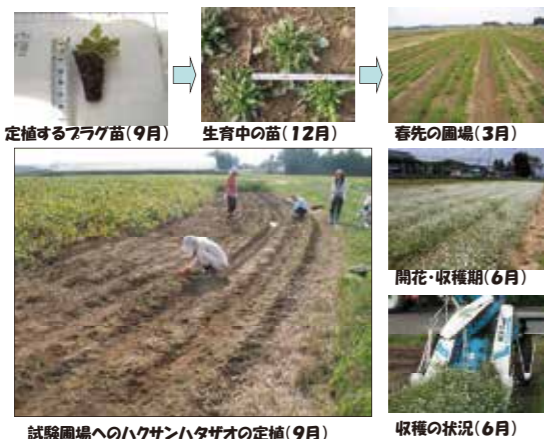 定植するプラグ苗(9月)
生育中の苗(12月)
春先の圃場(3月)
開花・収穫期(6月)
試験圃場へのハクサンハタザオの定植(9月)
収穫の状況(6月)